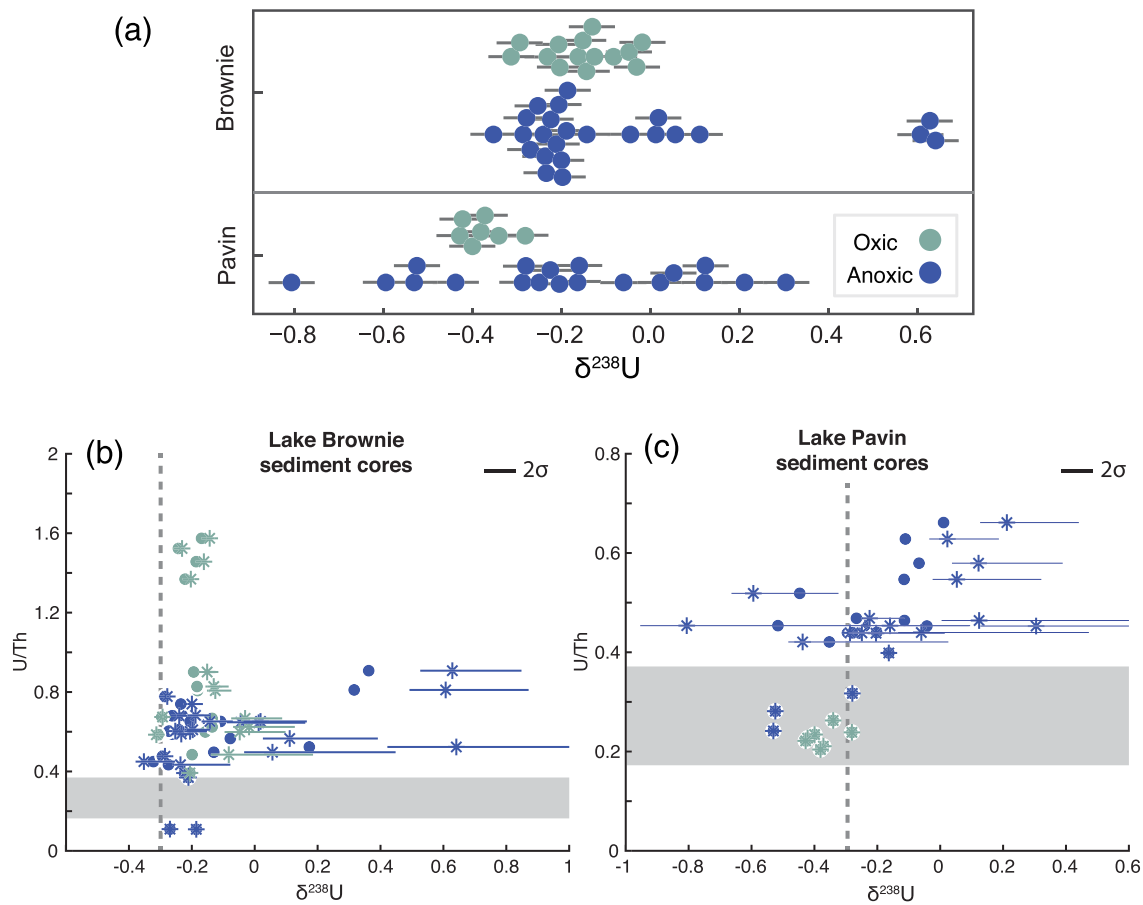 (a)
Brownie
Pavin
Oxic
Anoxic
−0.8 −0.6 −0.4 −0.2 0.0 0.2 0.4 0.6
δ²³⁸U
(b)
Lake Brownie
sediment cores
2σ
2
1.6
1.2
0.8
0.4
0
U/Th
-0.6 -0.4 -0.2 0 0.2 0.4 0.6 0.8 1
δ²³⁸U
(c)
Lake Pavin
sediment cores
2σ
0.8
0.6
0.4
0.2
0
U/Th
-1 -0.8 -0.6 -0.4 -0.2 0 0.2 0.4 0.6
δ²³⁸U